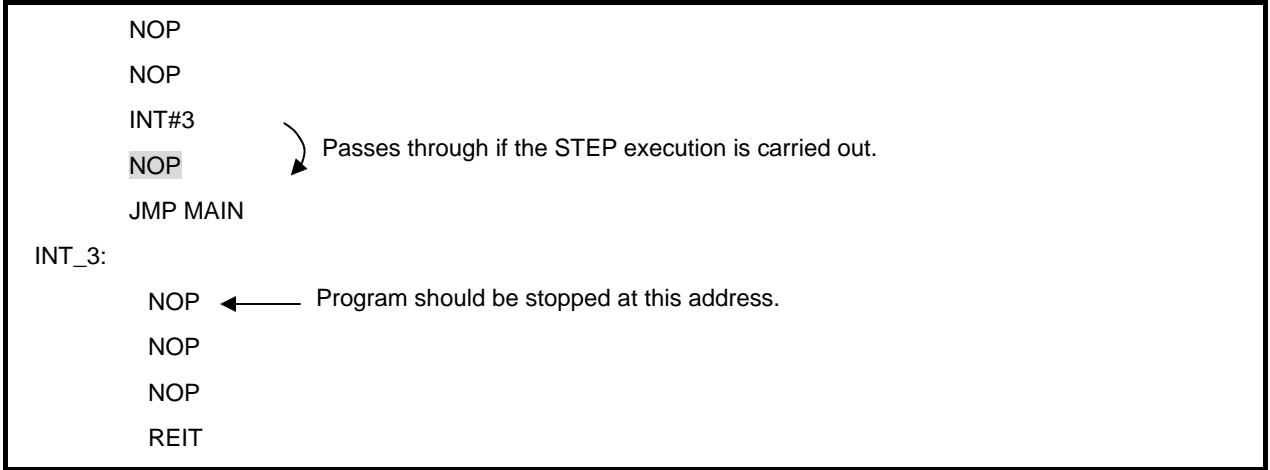 NOP
NOP
INT#3
Passes through if the STEP execution is carried out.
NOP
JMP MAIN
INT_3:
NOP Program should be stopped at this address.
NOP
NOP
REIT